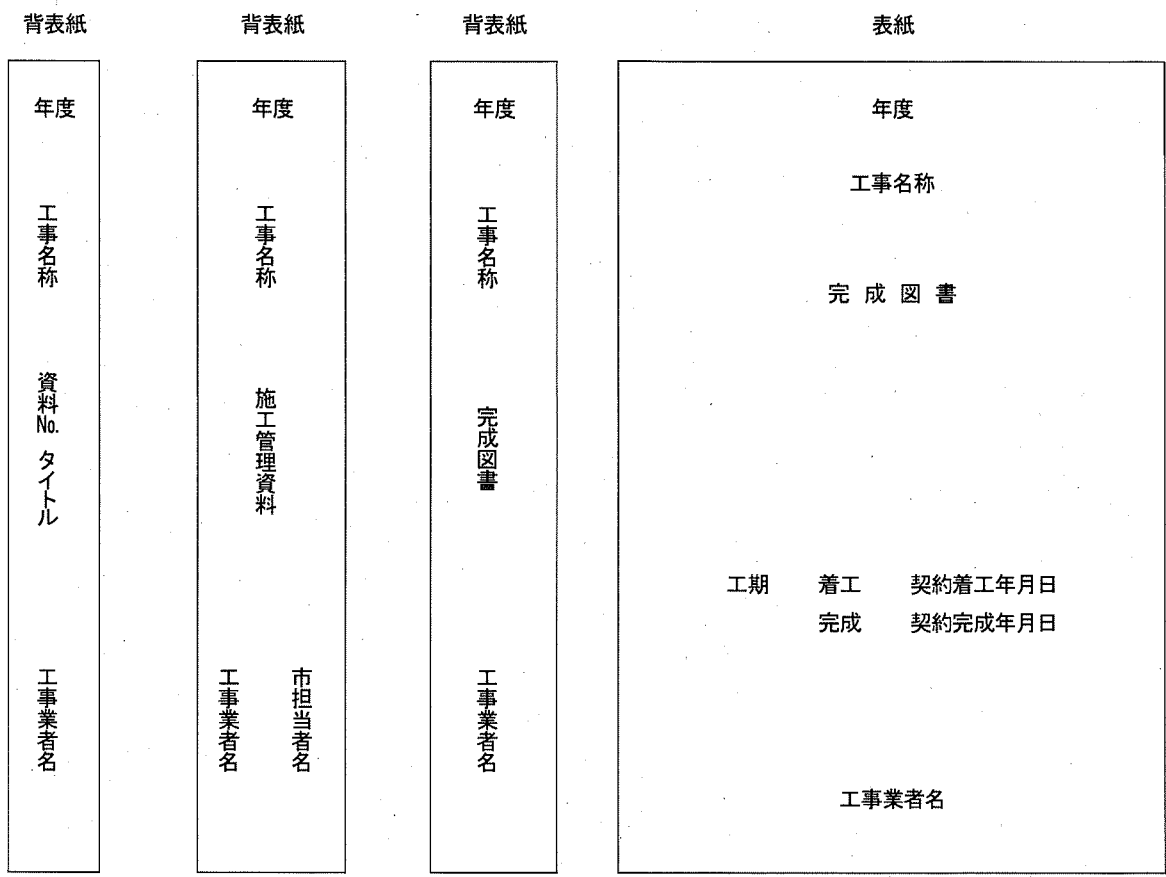 背表紙
年度
工事名称
資料No. タイトル
工事業者名
背表紙
年度
工事名称
施工管理資料
市担当者名
工事業者名
背表紙
年度
工事名称
完成図書
工事業者名
表紙
年度
工事名称
完成図書
工期 着工 契約着工年月日
完成 契約完成年月日
工事業者名